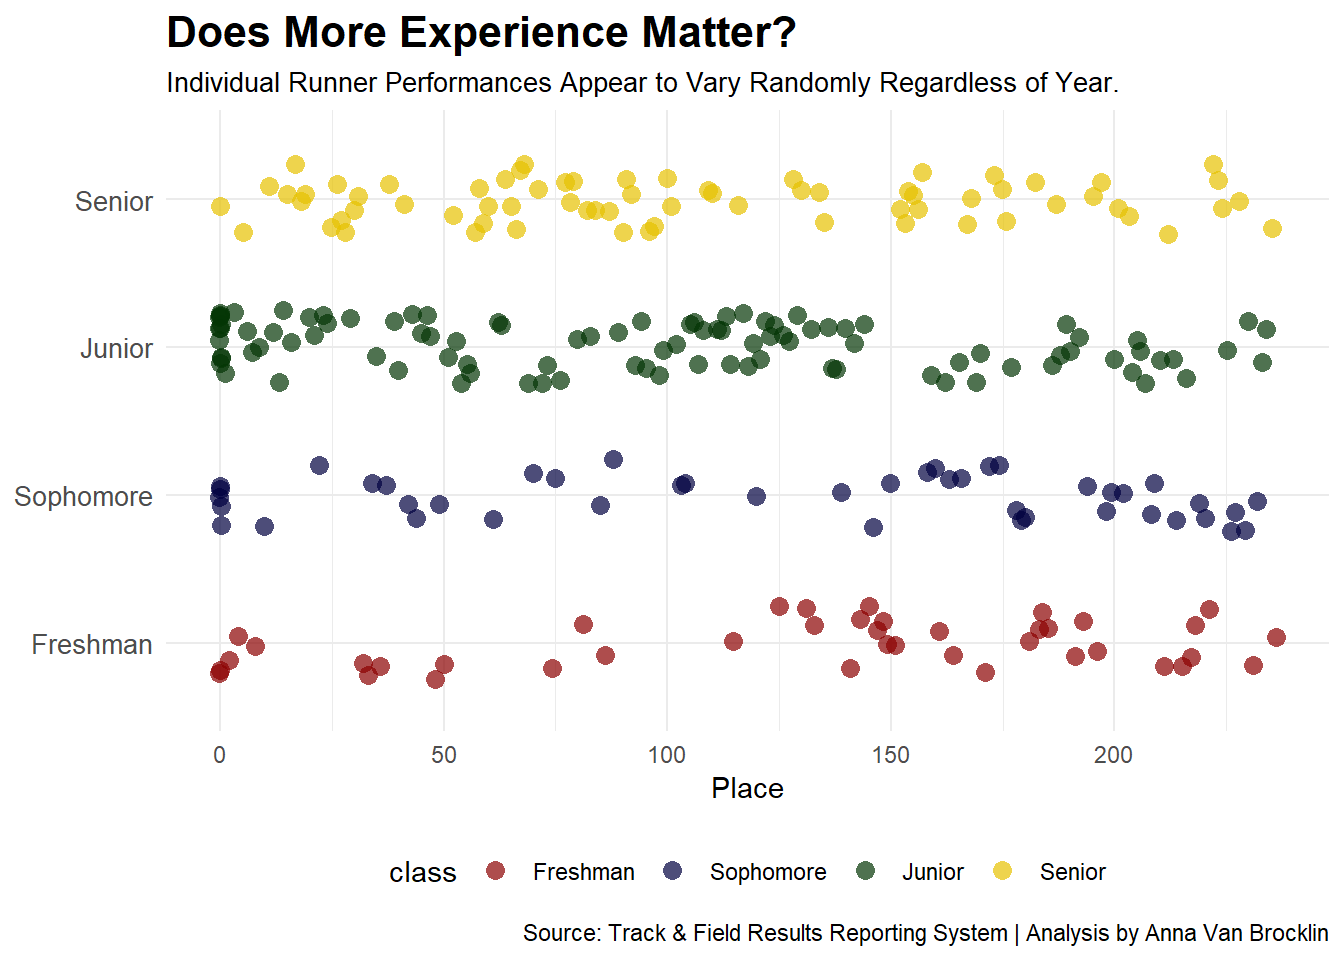 Does More Experience Matter?
Individual Runner Performances Appear to Vary Randomly Regardless of Year.
Senior
Junior
Sophomore
Freshman
0 50 100 150 200
Place
class Freshman Sophomore Junior Senior
Source: Track & Field Results Reporting System | Analysis by Anna Van Brocklin